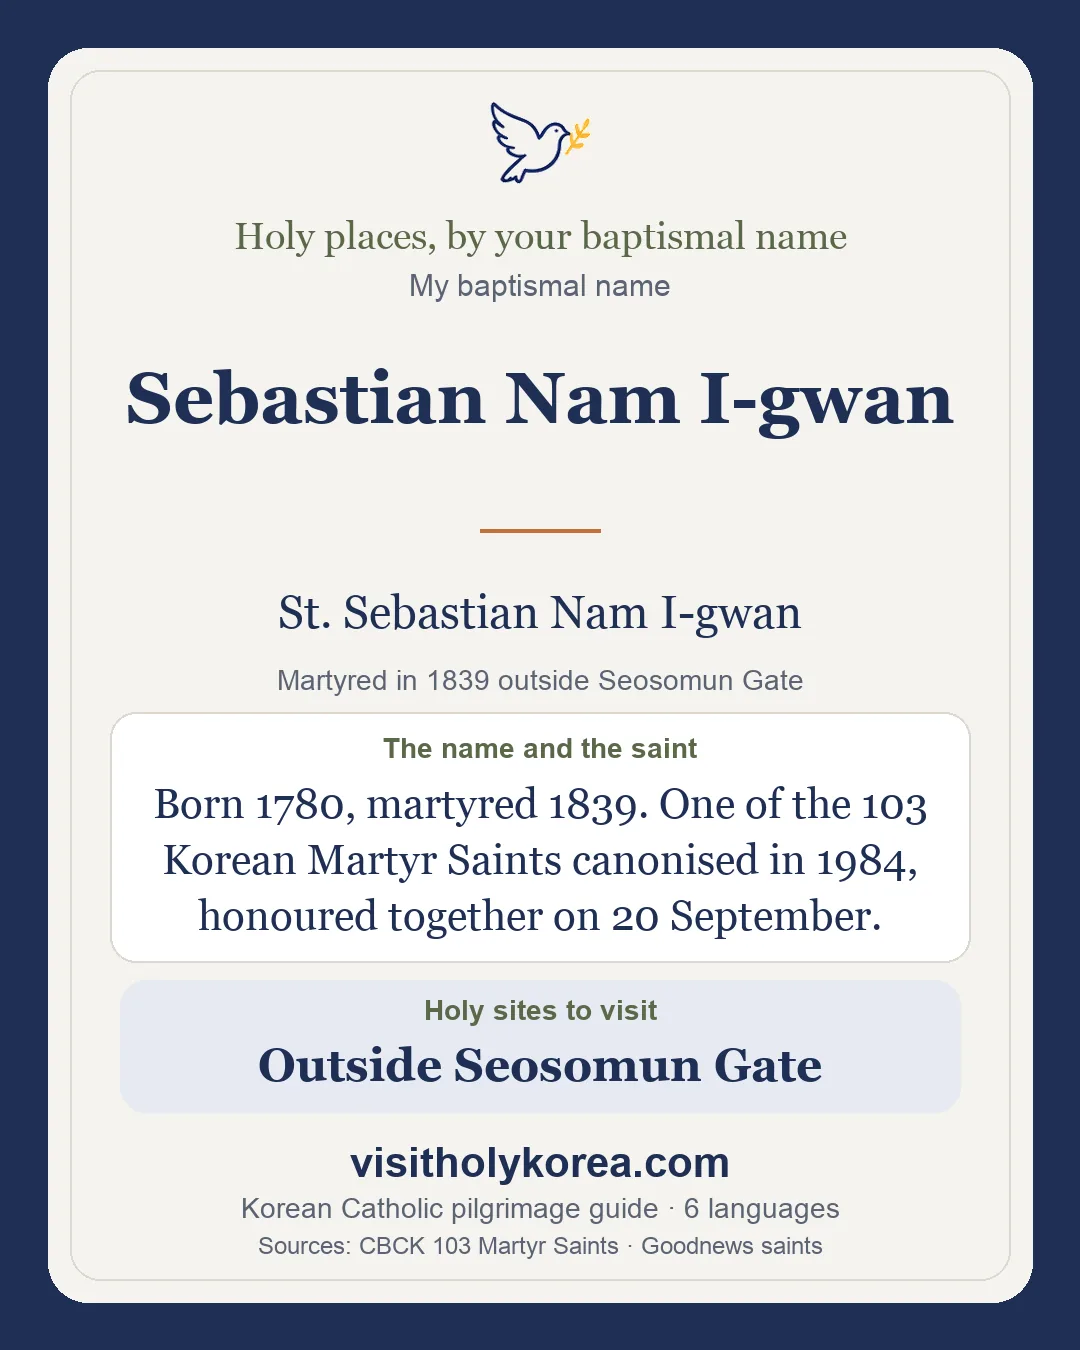 Holy places, by your baptismal name
My baptismal name
Sebastian Nam I-gwan
St. Sebastian Nam I-gwan
Martyred in 1839 outside Seosomun Gate
The name and the saint
Born 1780, martyred 1839. One of the 103
Korean Martyr Saints canonised in 1984,
honoured together on 20 September.
Holy sites to visit
Outside Seosomun Gate
visitholykorea.com
Korean Catholic pilgrimage guide · 6 languages
Sources: CBCK 103 Martyr Saints · Goodnews saints